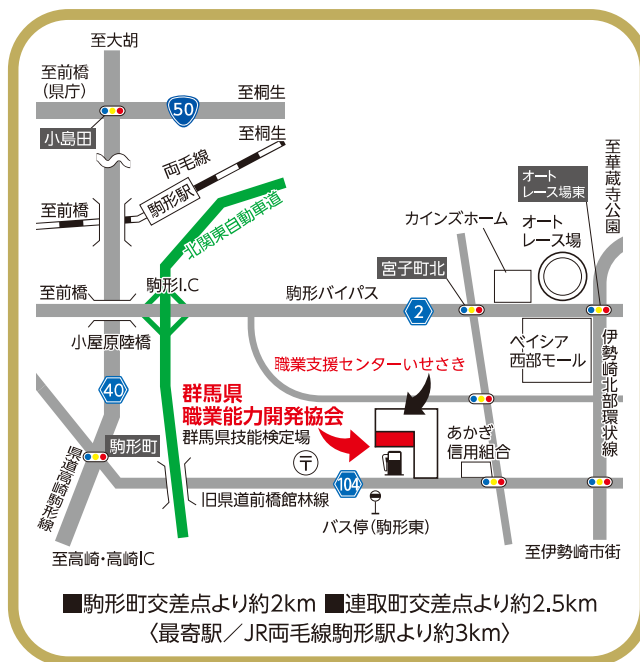 至大胡
至前橋
(県庁)
50
至桐生
小島田
至桐生
両毛線
駒形駅
至前橋
北関東自動車道
至華蔵寺公園
オート
レース場東
オート
レース場
カインズホーム
宮子町北
駒形I.C
至前橋
駒形バイパス
2
小屋原陸橋
ベイシア
西部モール
伊勢崎北部環状線
職業支援センターいせさき
40
群馬県
職業能力開発協会
群馬県技能検定場
駒形町
県道高崎駒形線
〒
あかぎ
信用組合
104
旧県道前橋館林線
バス停(駒形東)
至高崎・高崎IC
至伊勢崎市街
■駒形町交差点より約2km ■連取町交差点より約2.5km
〈最寄駅／JR両毛線駒形駅より約3km〉